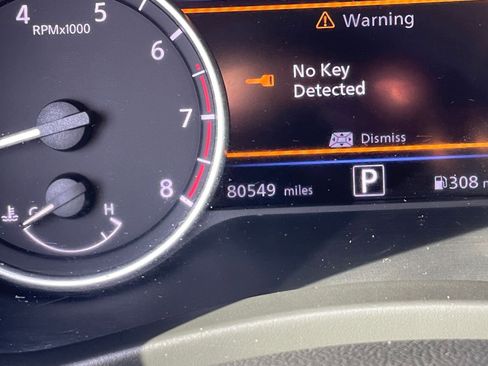 4
5
6
7
8
RPMx1000
C
H
Warning
No Key
Detected
Dismiss
80549 miles
P
308